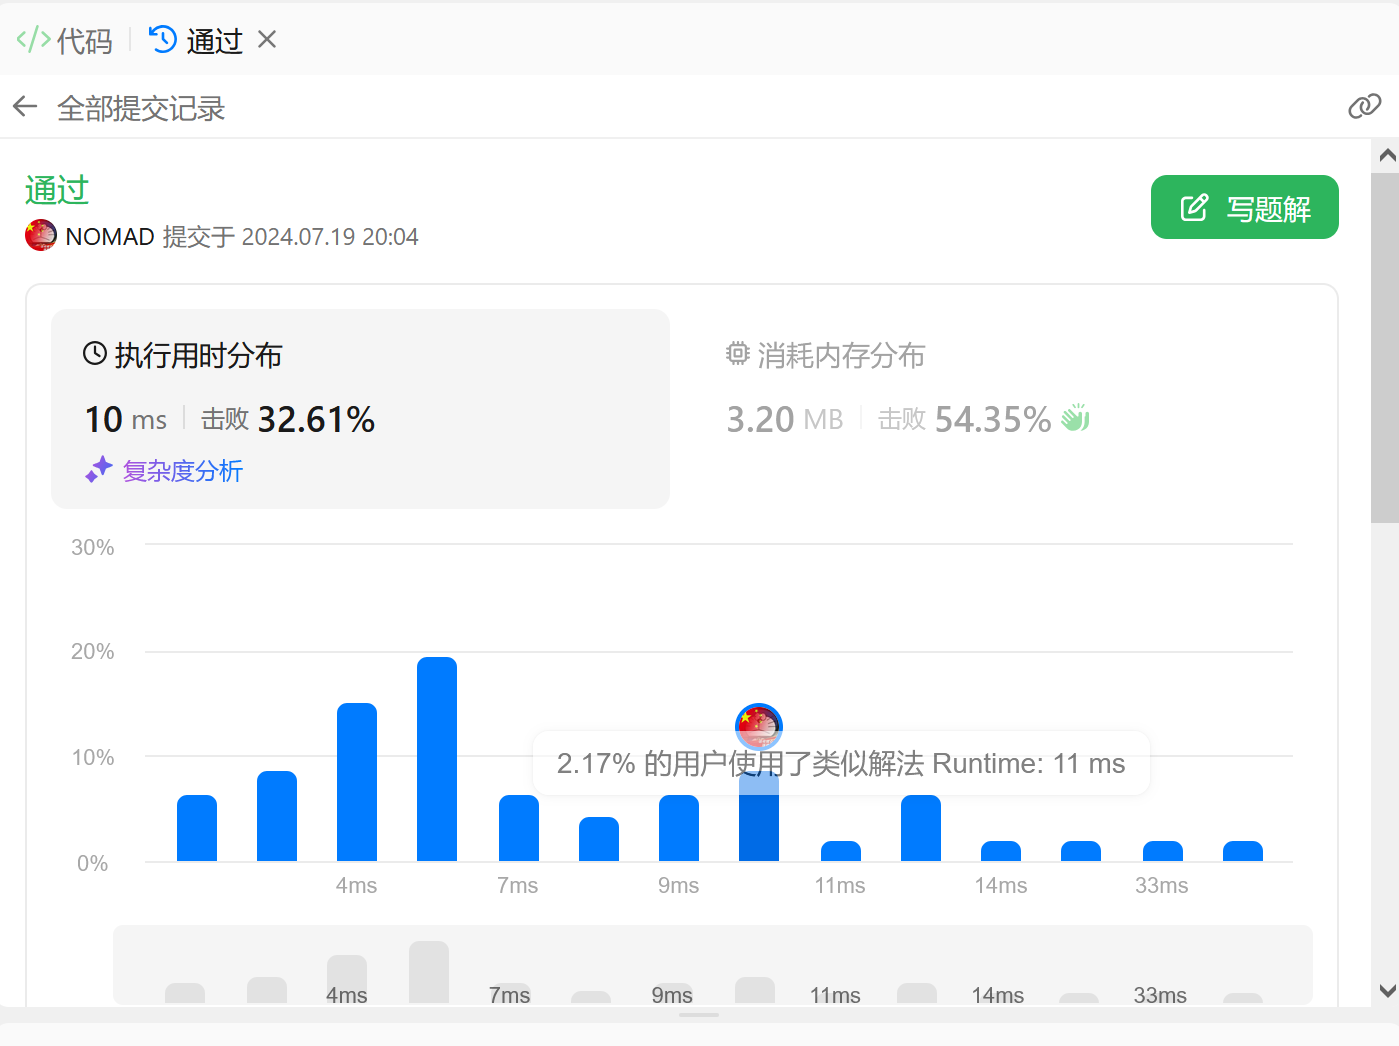 代码 通过
全部提交记录
通过
写题解
NOMAD 提交于 2024.07.19 20:04
执行用时分布
10 ms 击败 32.61%
复杂度分析
消耗内存分布
3.20 MB 击败 54.35%
30%
20%
10%
0%
2.17% 的用户使用了类似解法 Runtime: 11 ms
4ms 7ms 9ms 11ms 14ms 33ms
4ms 7ms 9ms 11ms 14ms 33ms